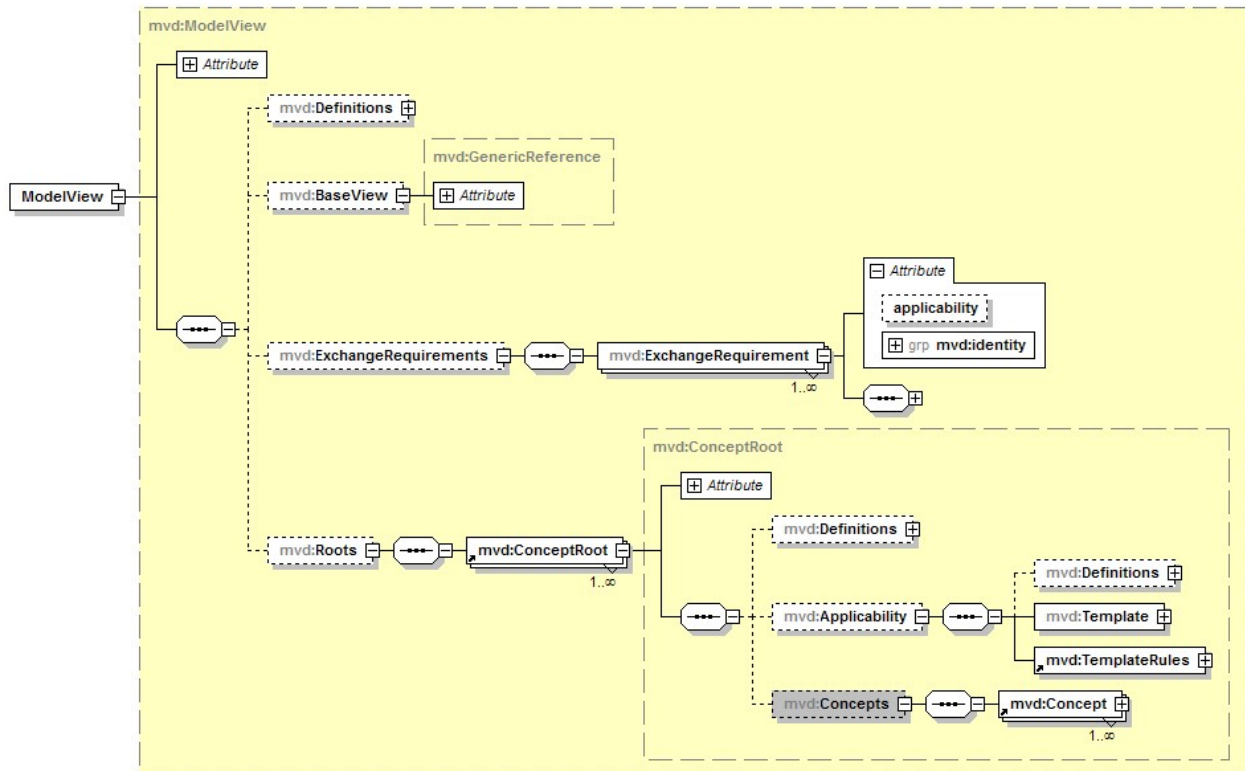 mvd:ModelView
Attribute
mvd:Definitions
mvd:GenericReference
ModelView
mvd:BaseView
Attribute
Attribute
applicability
grp mvd:identity
mvd:ExchangeRequirements
mvd:ExchangeRequirement
1..∞
mvd:ConceptRoot
Attribute
mvd:Definitions
mvd:Roots
mvd:ConceptRoot
1..∞
mvd:Definitions
mvd:Applicability
mvd:Template
mvd:TemplateRules
mvd:Concepts
mvd:Concept
1..∞